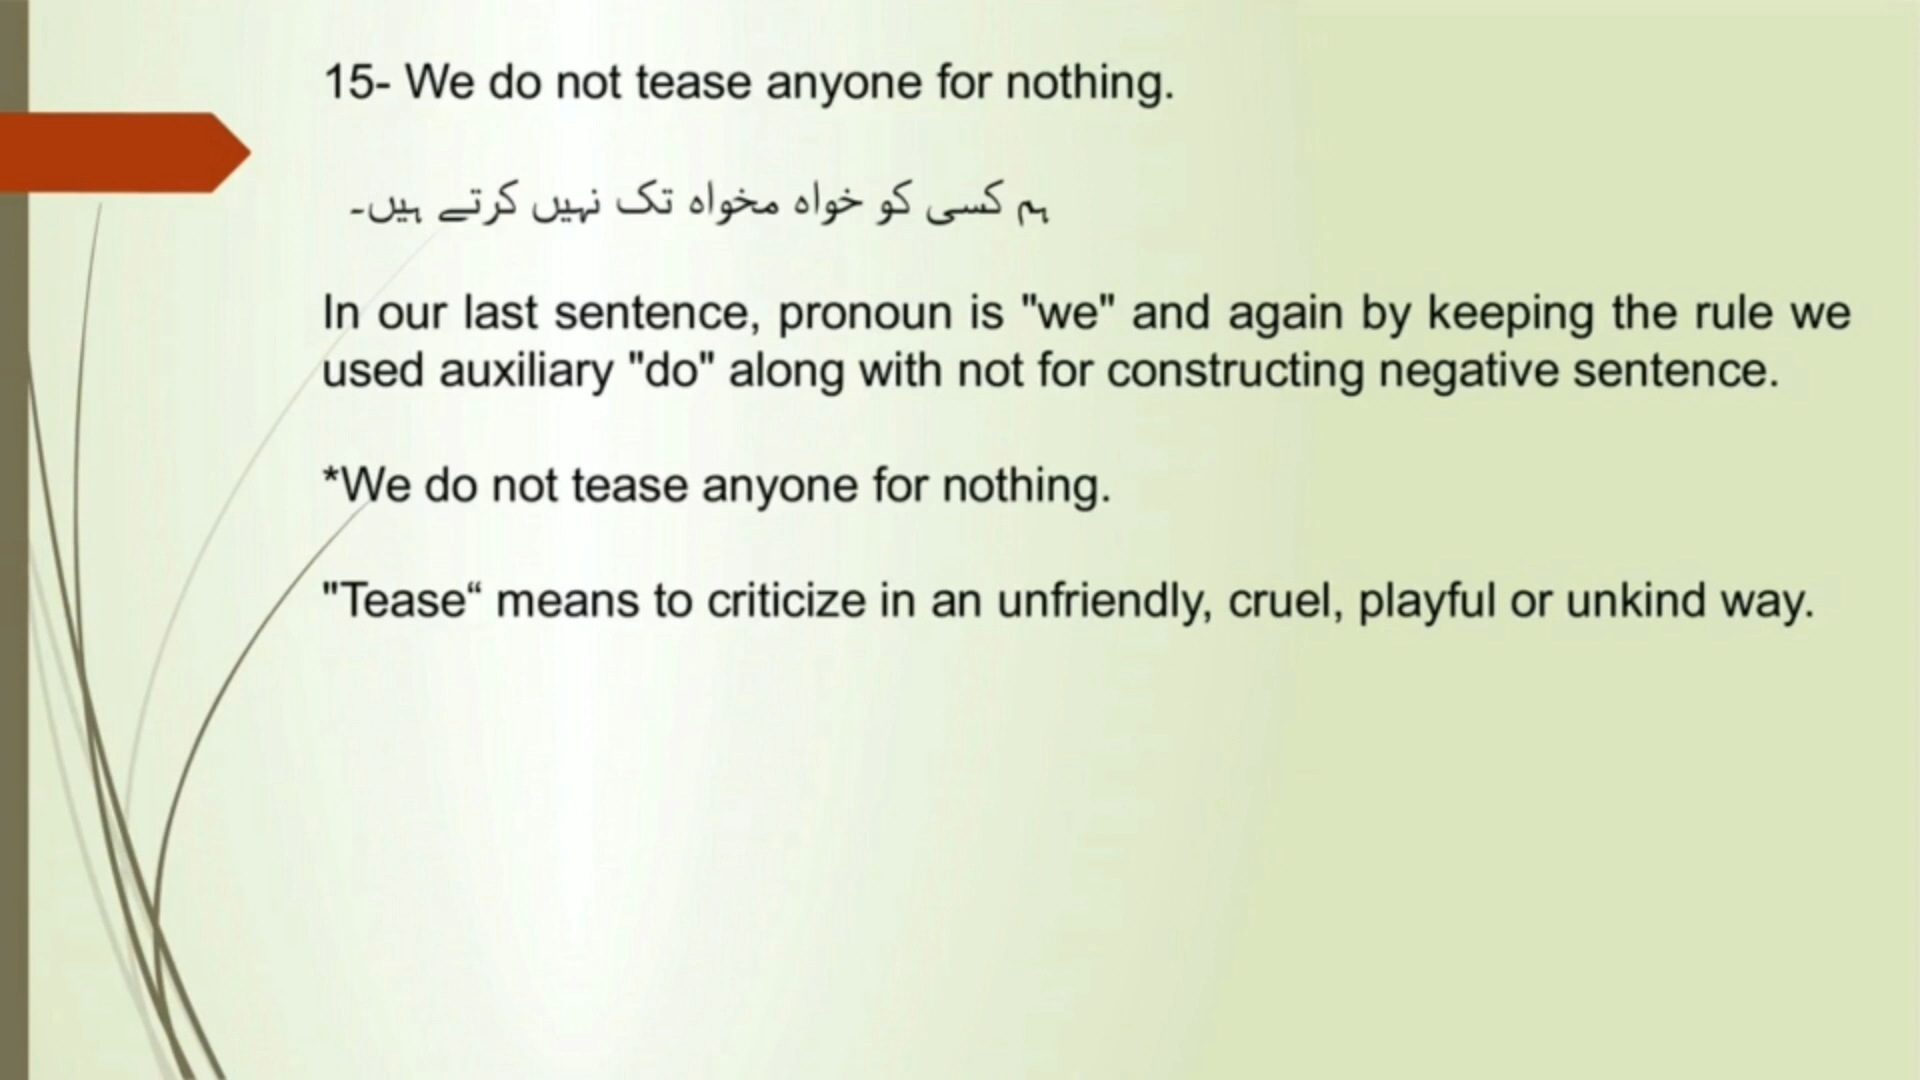 15- We do not tease anyone for nothing.
ہم کسی کو خواہ مخواہ تک نہیں کرتے ہیں۔
In our last sentence, pronoun is "we" and again by keeping the rule we
used auxiliary "do" along with not for constructing negative sentence.
*We do not tease anyone for nothing.
"Tease“ means to criticize in an unfriendly, cruel, playful or unkind way.